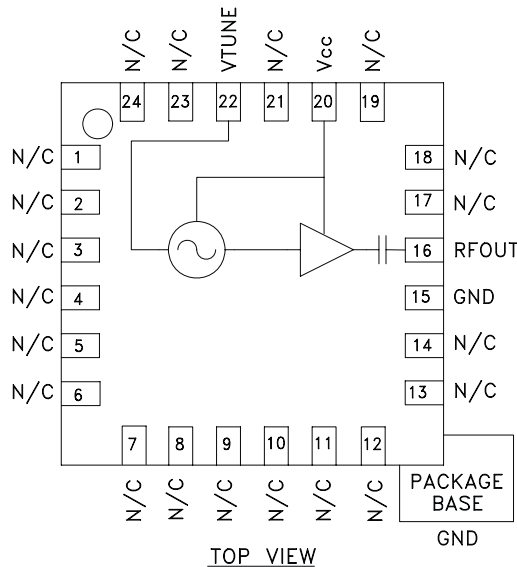 N/C
N/C
VTUNE
N/C
Vcc
N/C
24
23
22
21
20
19
N/C 1
18 N/C
N/C 2
17 N/C
N/C 3
16 RFOUT
N/C 4
15 GND
N/C 5
14 N/C
N/C 6
13 N/C
7
8
9
10
11
12
N/C
N/C
N/C
N/C
N/C
N/C
PACKAGE
BASE
GND
TOP VIEW